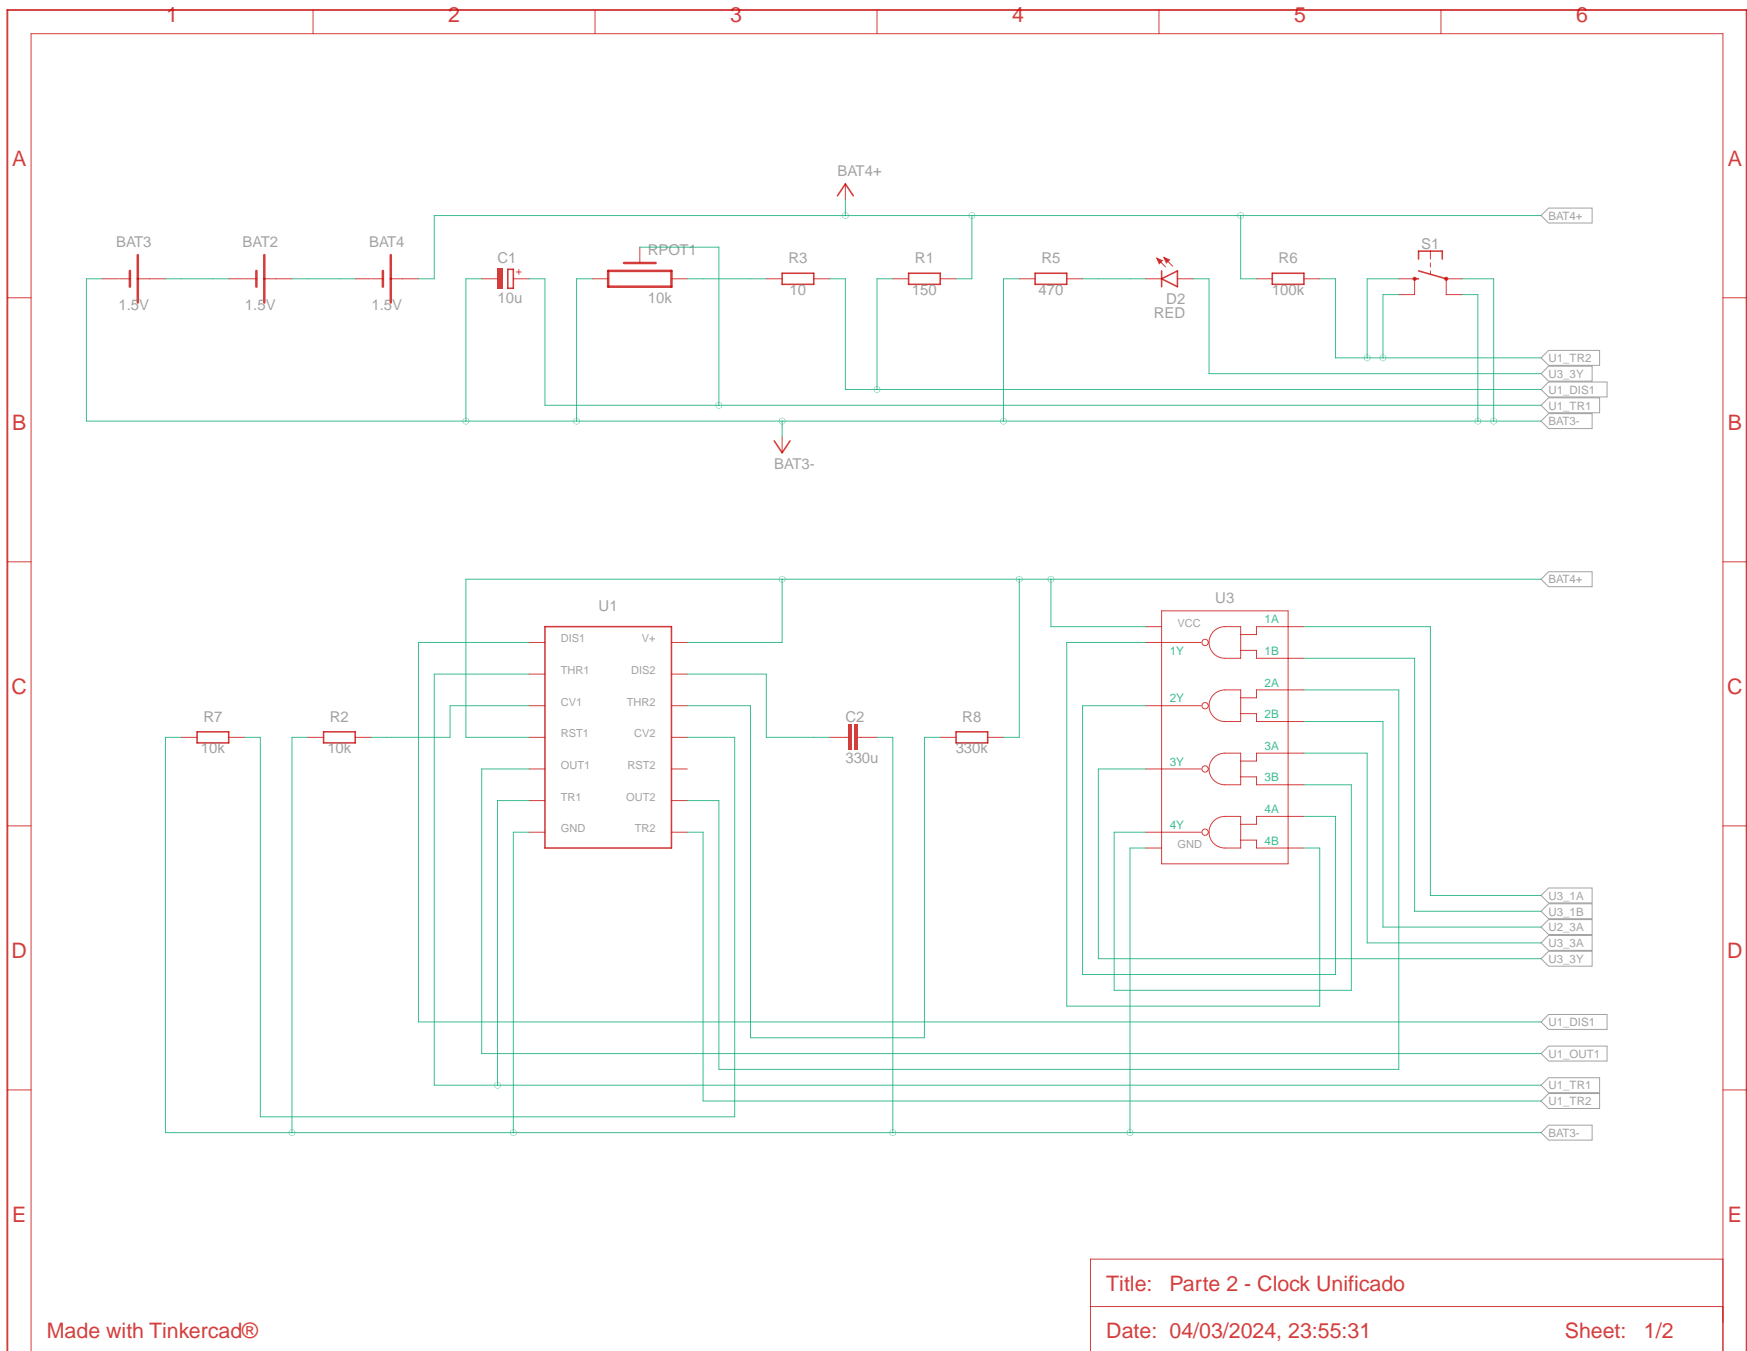 1 2 3 4 5 6
A A
BAT4+
BAT4+
BAT3 BAT2 BAT4 C1 RPOT1 R3 R1 R5 R6 S1
1.5V 1.5V 1.5V 10u + 10k 10 150 470 D2 100k
RED
U1_TR2
U3_3Y
U1_DIS1
U1_TR1
B BAT3- B
BAT3-
BAT4+
U1 U3
DIS1 V+ VCC 1A
1Y 1B
THR1 DIS2 2A
C C
CV1 THR2 2Y 2B
R7 R2 RST1 CV2 C2 R8 3A
10k 10k 330u 330k
OUT1 RST2 3Y 3B
TR1 OUT2 4A
GND TR2 4Y
GND 4B
U3_1A
U3_1B
U2_3A
D U3_3A D
U3_3Y
U1_DIS1
U1_OUT1
U1_TR1
U1_TR2
BAT3-
E E
Title: Parte 2 - Clock Unificado
Made with Tinkercad® Date: 04/03/2024, 23:55:31 Sheet: 1/2